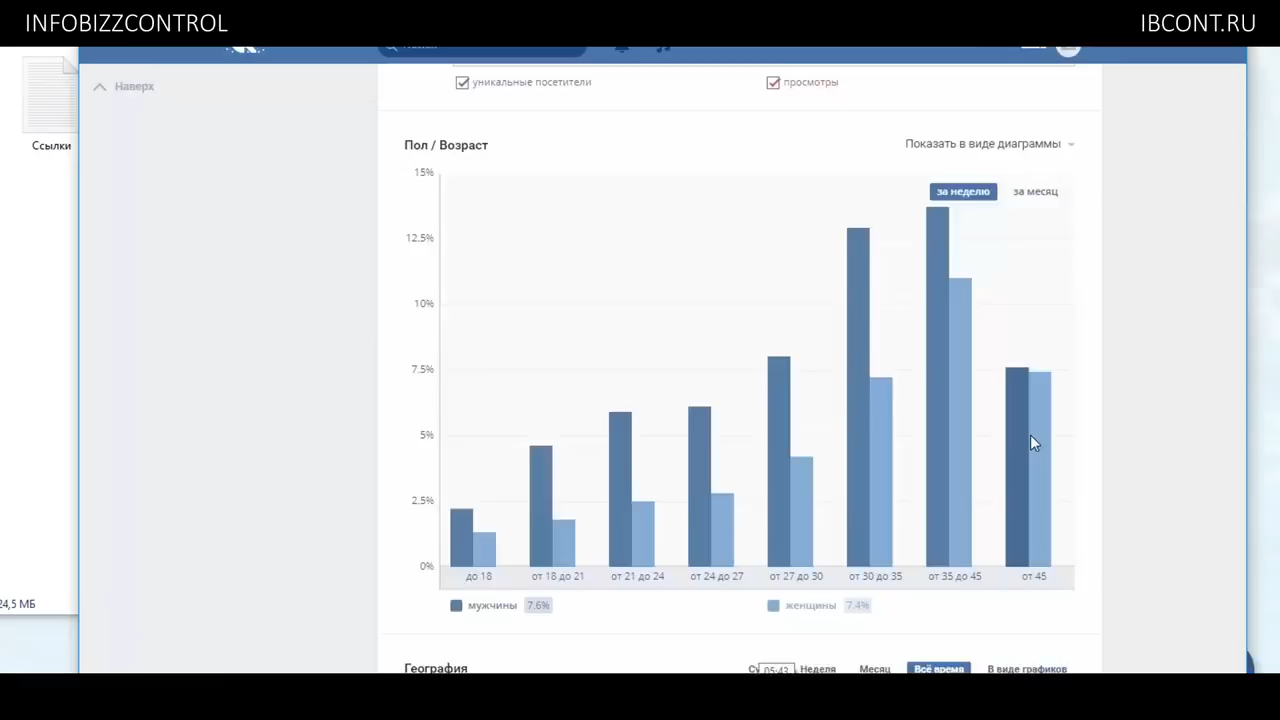 INFOBIZZCONTROL
IBCONT.RU
Наверх
Ссылки
уникальные посетители
просмотры
Пол / Возраст
Показать в виде диаграммы
15%
за неделю
за месяц
12.5%
10%
7.5%
5%
2.5%
0%
до 18
от 18 до 21
от 21 до 24
от 24 до 27
от 27 до 30
от 30 до 35
от 35 до 45
от 45
24,5 МБ
мужчины 7.6%
женщины 7.4%
География
05:43
Неделя
Месяц
Всё время
В виде графиков